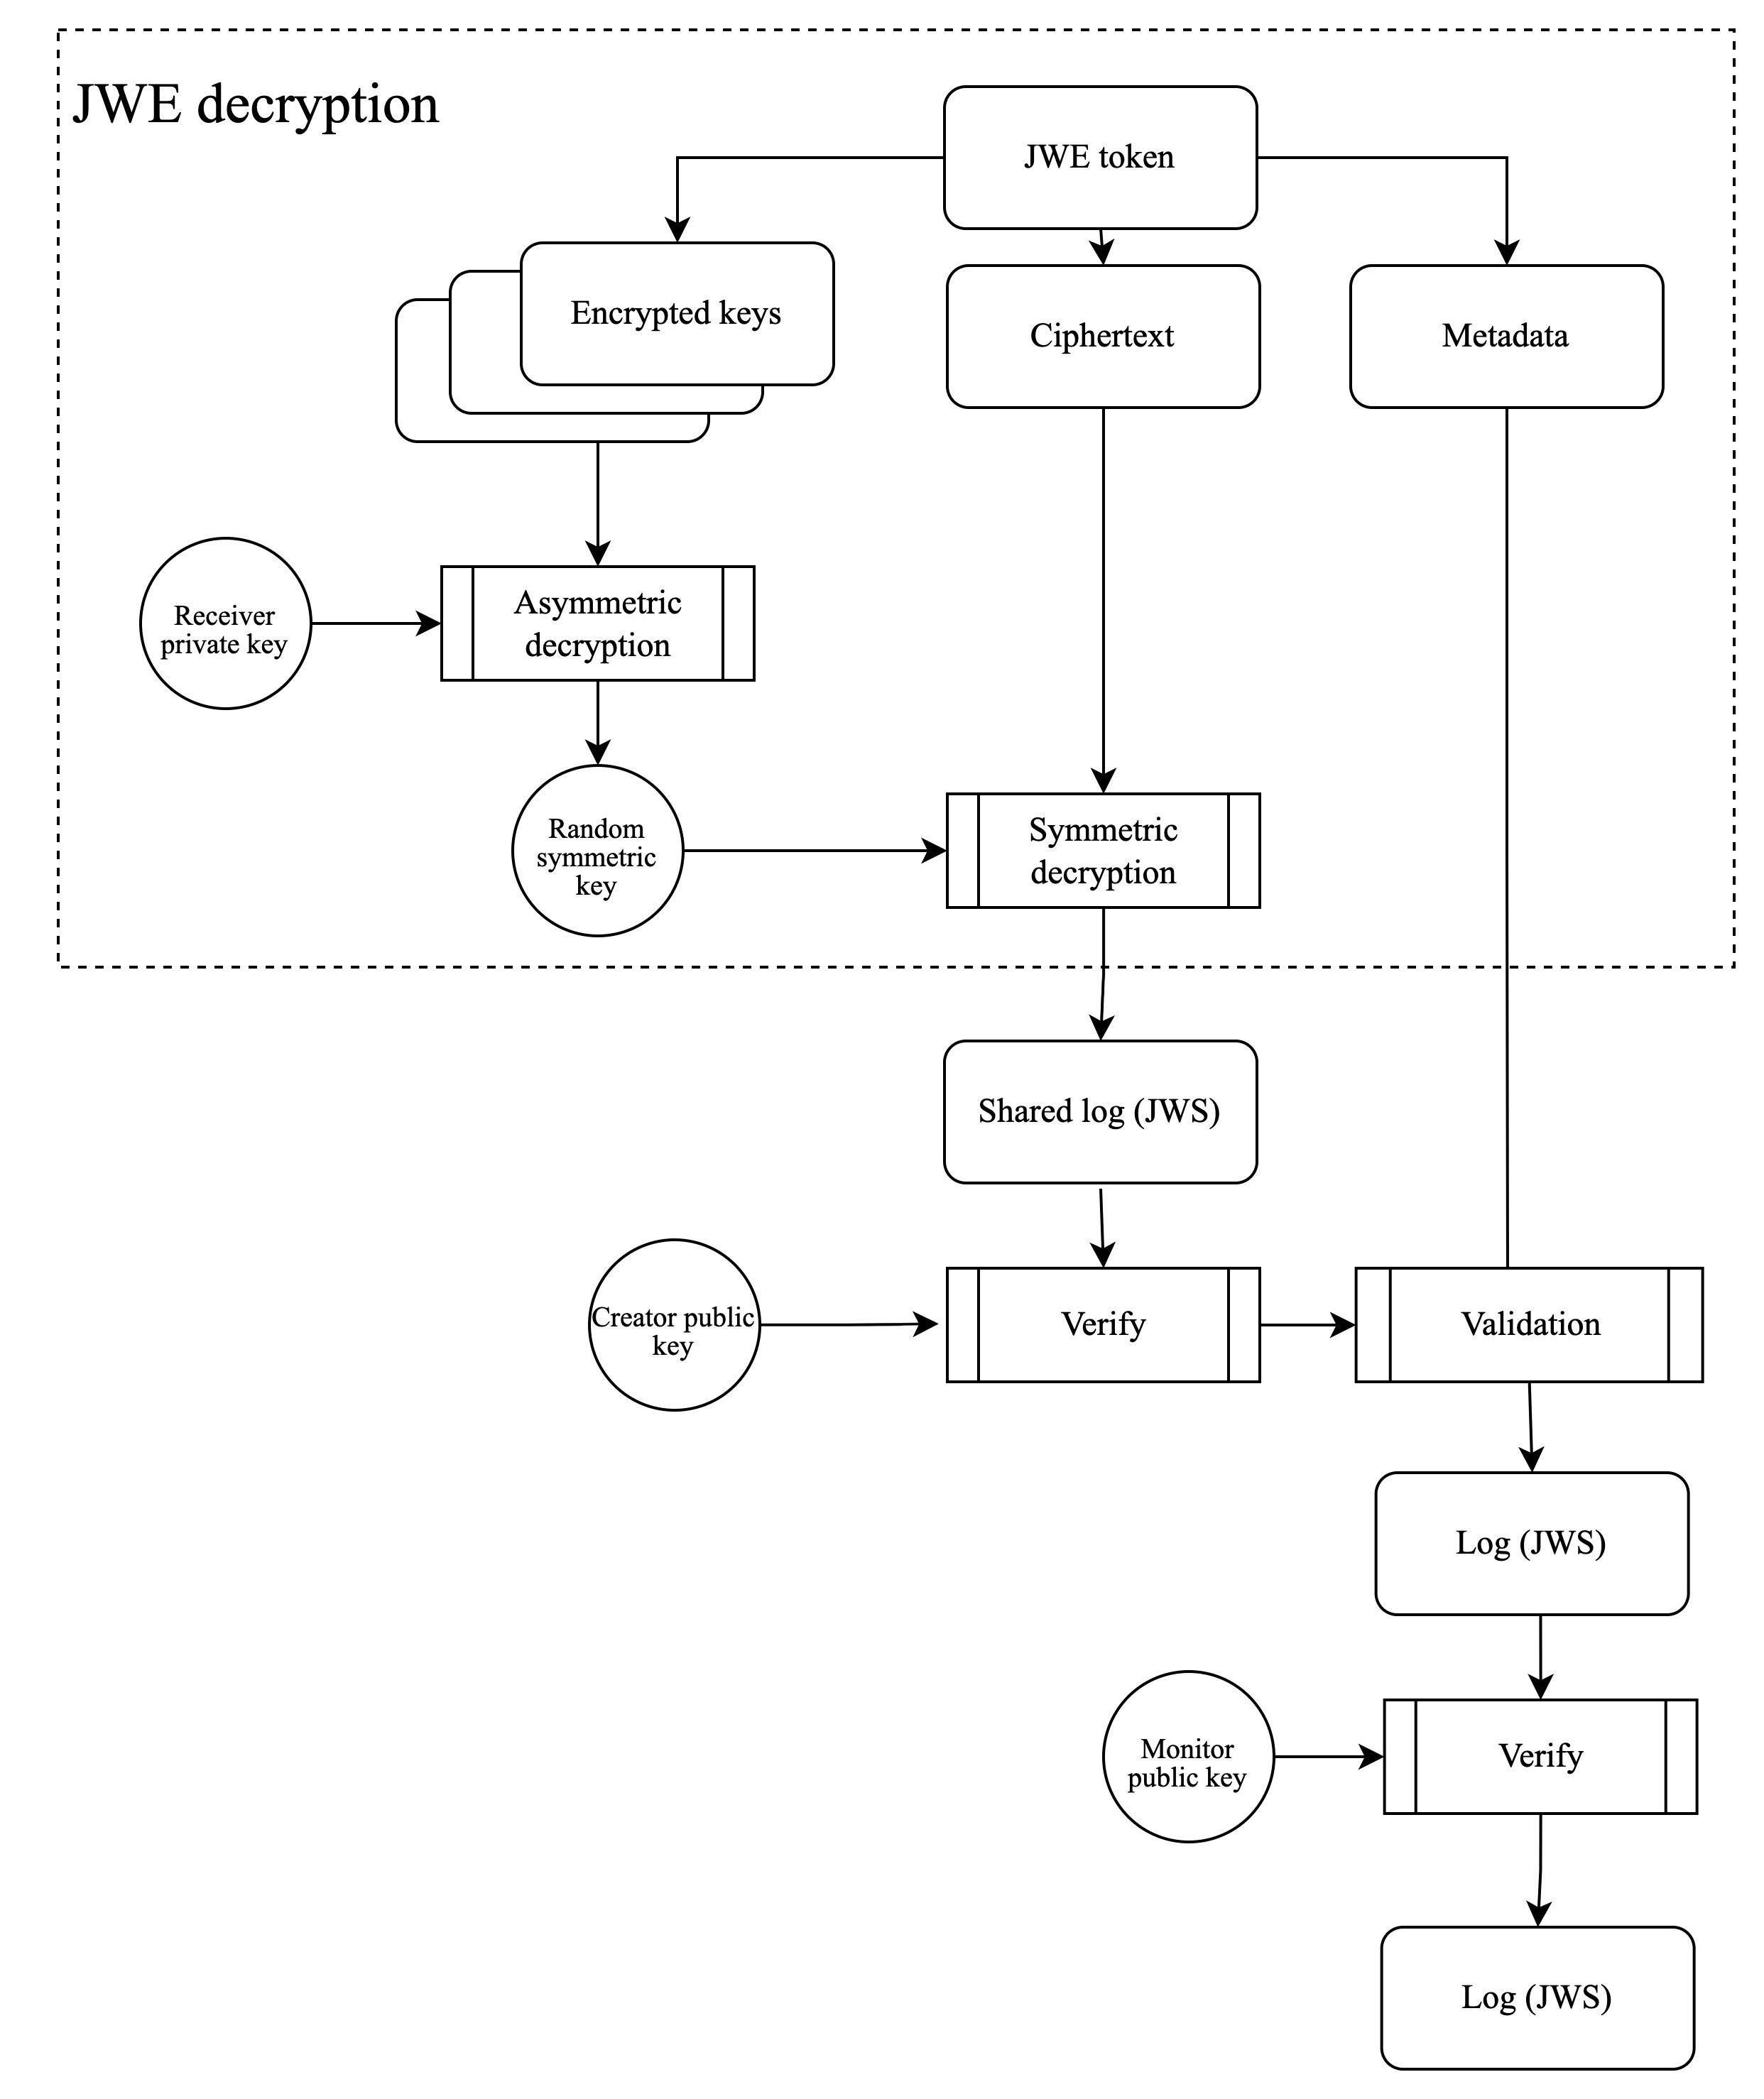 JWE decryption
JWE token
Encrypted keys
Ciphertext
Metadata
Receiver
private key
Asymmetric
decryption
Random
symmetric
key
Symmetric
decryption
Shared log (JWS)
Creator public
key
Verify
Validation
Log (JWS)
Monitor
public key
Verify
Log (JWS)